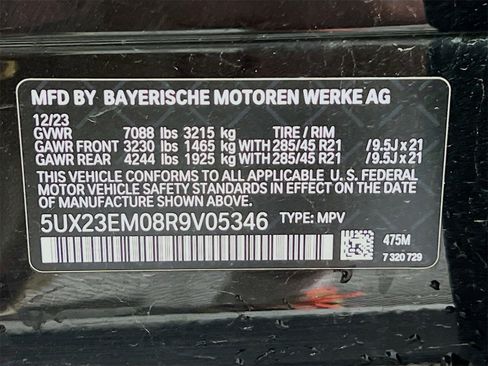 MFD BY BAYERISCHE MOTOREN WERKE AG
12/23
GVWR 7088 lbs 3215 kg TIRE / RIM
GAWR FRONT 3230 lbs 1465 kg WITH 285/45 R21 /9.5J x 21
GAWR REAR 4244 lbs 1925 kg WITH 285/45 R21 /9.5J x 21
THIS VEHICLE CONFORMS TO ALL APPLICABLE U. S. FEDERAL
MOTOR VEHICLE SAFETY STANDARDS IN EFFECT ON THE
DATE OF MANUFACTURE SHOWN ABOVE.
5UX23EM08R9V05346 TYPE: MPV
475M
7 320 729